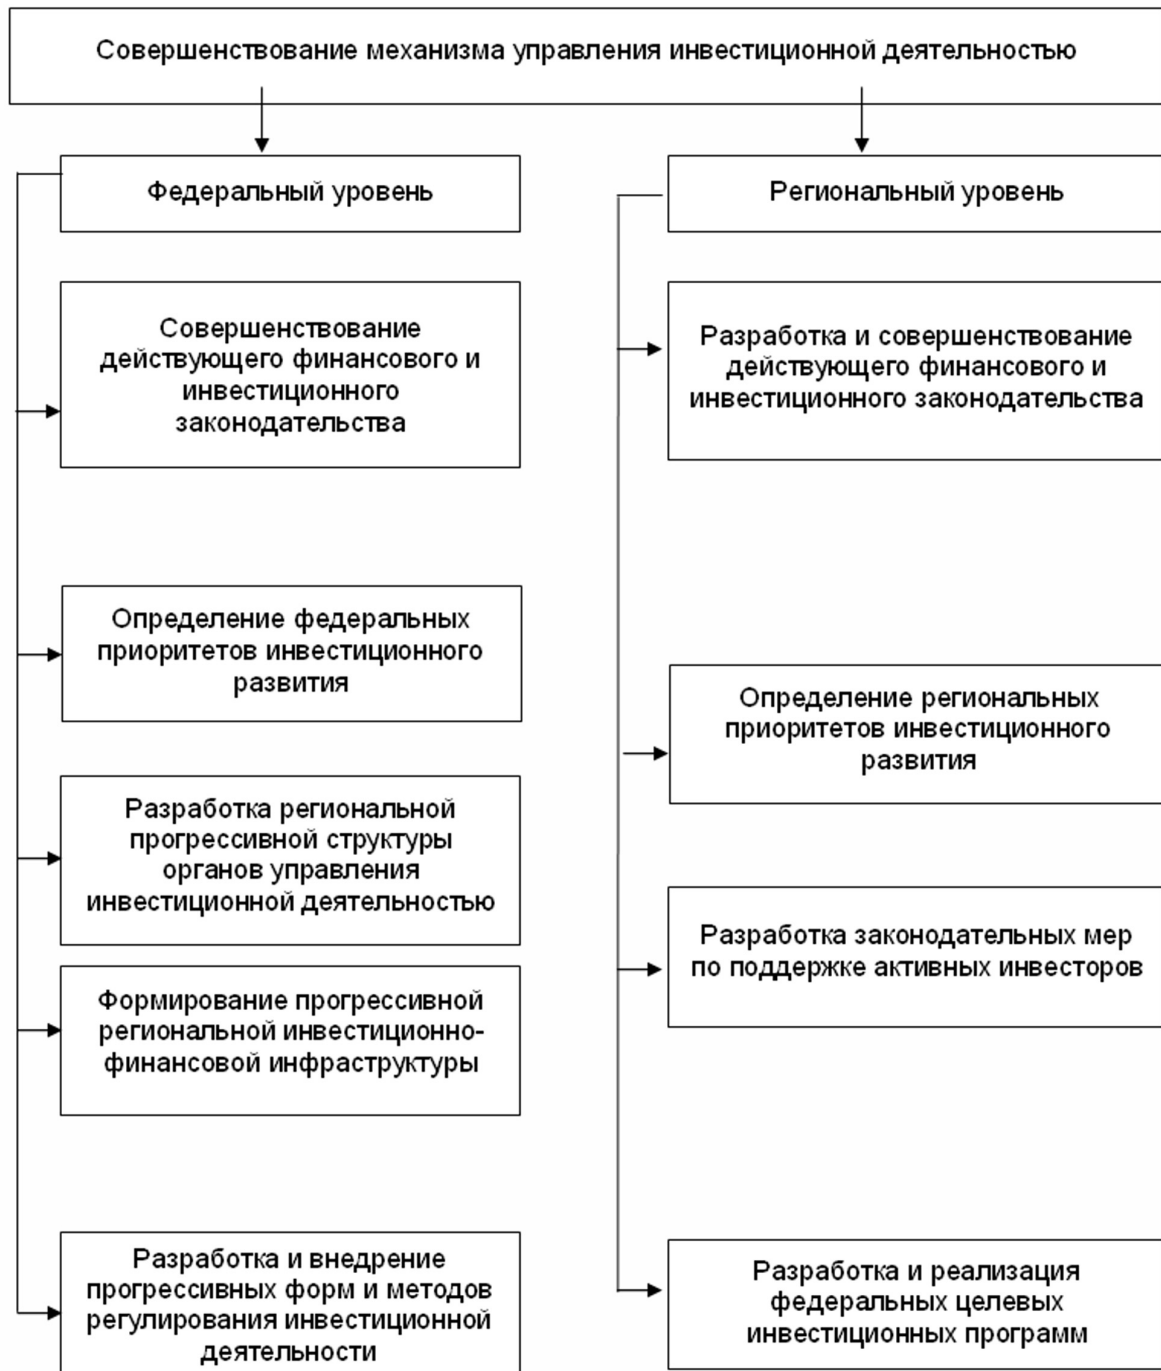 Совершенствование механизма управления инвестиционной деятельностью
Федеральный уровень
Совершенствование
действующего финансового и
инвестиционного
законодательства
Определение федеральных
приоритетов инвестиционного
развития
Разработка региональной
прогрессивной структуры
органов управления
инвестиционной деятельностью
Формирование прогрессивной
региональной инвестиционно-
финансовой инфраструктуры
Разработка и внедрение
прогрессивных форм и методов
регулирования инвестиционной
деятельности
Региональный уровень
Разработка и совершенствование
действующего финансового и
инвестиционного законодательства
Определение региональных
приоритетов инвестиционного
развития
Разработка законодательных мер
по поддержке активных инвесторов
Разработка и реализация
федеральных целевых
инвестиционных программ